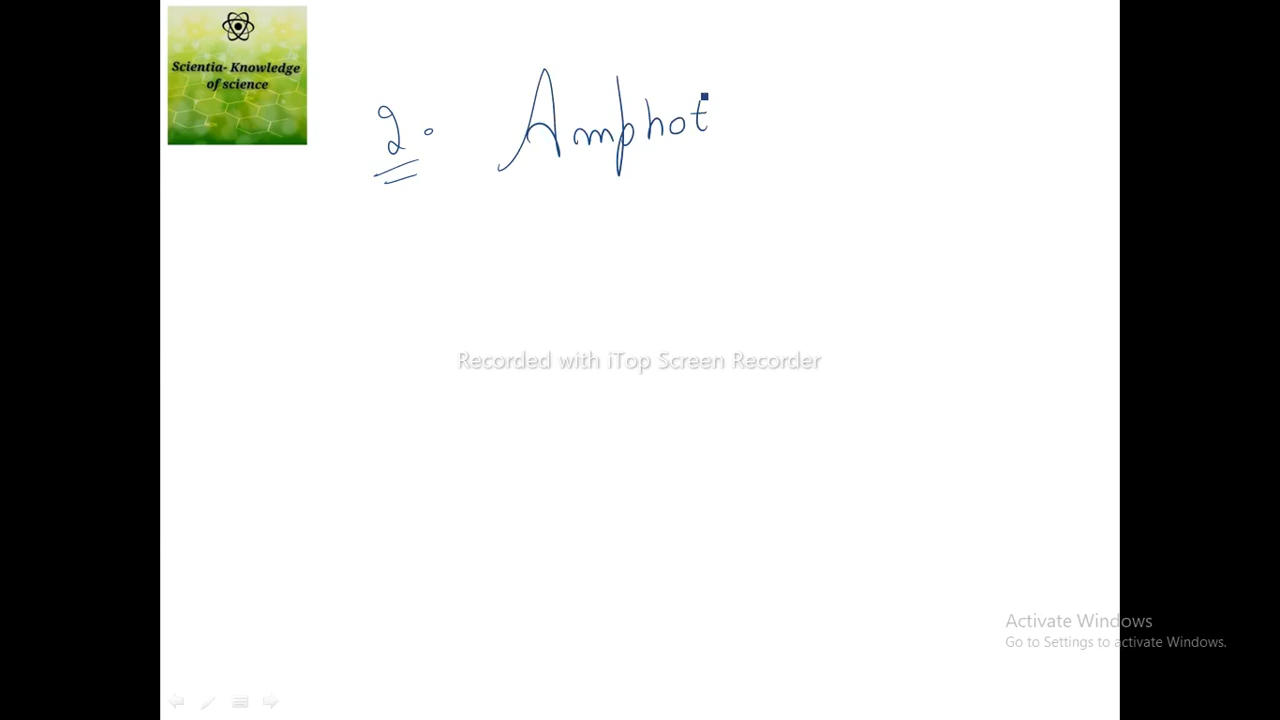 Scientia- Knowledge
of science
2. Amphot
Recorded with iTop Screen Recorder
Activate Windows
Go to Settings to activate Windows.